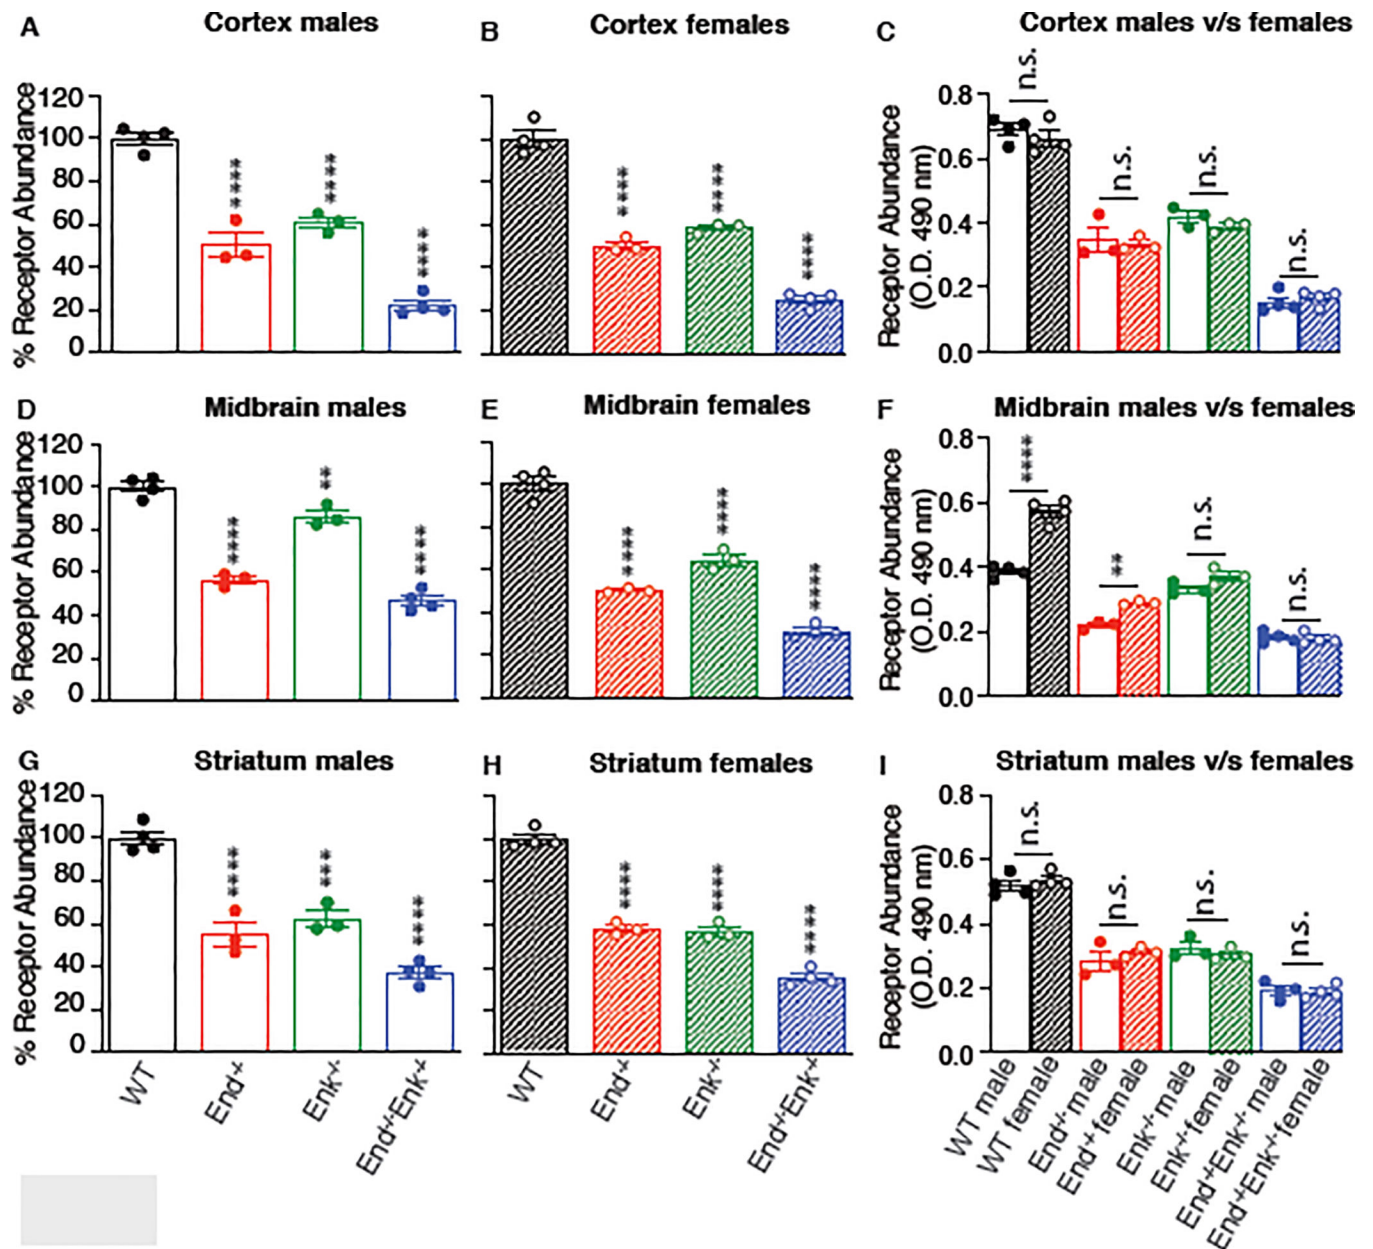 A Cortex males
B Cortex females
C Cortex males v/s females
% Receptor Abundance
120
100
80
60
40
20
0
****
****
****
****
****
****
Receptor Abundance
(O.D. 490 nm)
0.8
0.6
0.4
0.2
0.0
n.s.
n.s.
n.s.
n.s.
D Midbrain males
E Midbrain females
F Midbrain males v/s females
% Receptor Abundance
120
100
80
60
40
20
0
****
**
****
****
****
****
Receptor Abundance
(O.D. 490 nm)
0.8
0.6
0.4
0.2
0.0
****
**
n.s.
n.s.
G Striatum males
H Striatum females
I Striatum males v/s females
% Receptor Abundance
120
100
80
60
40
20
0
****
***
****
****
****
****
Receptor Abundance
(O.D. 490 nm)
0.8
0.6
0.4
0.2
0.0
n.s.
n.s.
n.s.
n.s.
WT
End-/-
Enk-/-
End-/-Enk-/-
WT
End-/-
Enk-/-
End-/-Enk-/-
WT male
WT female
End-/- male
End-/- female
Enk-/- male
Enk-/- female
End-/-Enk-/- male
End-/-Enk-/- female